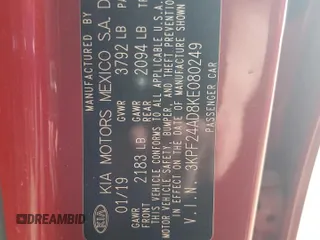 MANUFACTURED BY
KIA MOTORS MEXICO S.A. D
01/19 GVWR 3792 LB
GAWR FRONT 2183 LB GAWR REAR 2094 LB
THIS VEHICLE CONFORMS TO ALL APPLICABLE U.S.A. FEDERAL
MOTOR VEHICLE SAFETY, BUMPER, AND THEFT PREVENTION
STANDARDS IN EFFECT ON THE DATE OF MANUFACTURE SHOWN
V.I.N. 3KPF24AD8KE080249
PASSENGER CAR
KIA
DREAMBID